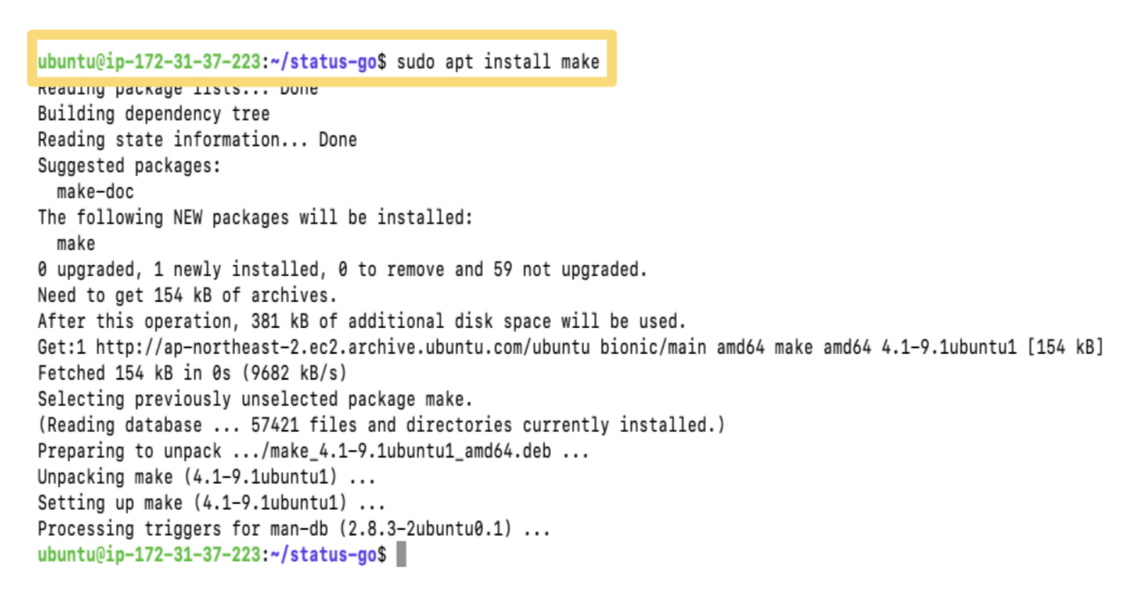 ubuntu@ip-172-31-37-223:~/status-go$ sudo apt install make
Reading package lists... Done
Building dependency tree
Reading state information... Done
Suggested packages:
  make-doc
The following NEW packages will be installed:
  make
0 upgraded, 1 newly installed, 0 to remove and 59 not upgraded.
Need to get 154 kB of archives.
After this operation, 381 kB of additional disk space will be used.
Get:1 http://ap-northeast-2.ec2.archive.ubuntu.com/ubuntu bionic/main amd64 make amd64 4.1-9.1ubuntu1 [154 kB]
Fetched 154 kB in 0s (9682 kB/s)
Selecting previously unselected package make.
(Reading database ... 57421 files and directories currently installed.)
Preparing to unpack .../make_4.1-9.1ubuntu1_amd64.deb ...
Unpacking make (4.1-9.1ubuntu1) ...
Setting up make (4.1-9.1ubuntu1) ...
Processing triggers for man-db (2.8.3-2ubuntu0.1) ...
ubuntu@ip-172-31-37-223:~/status-go$